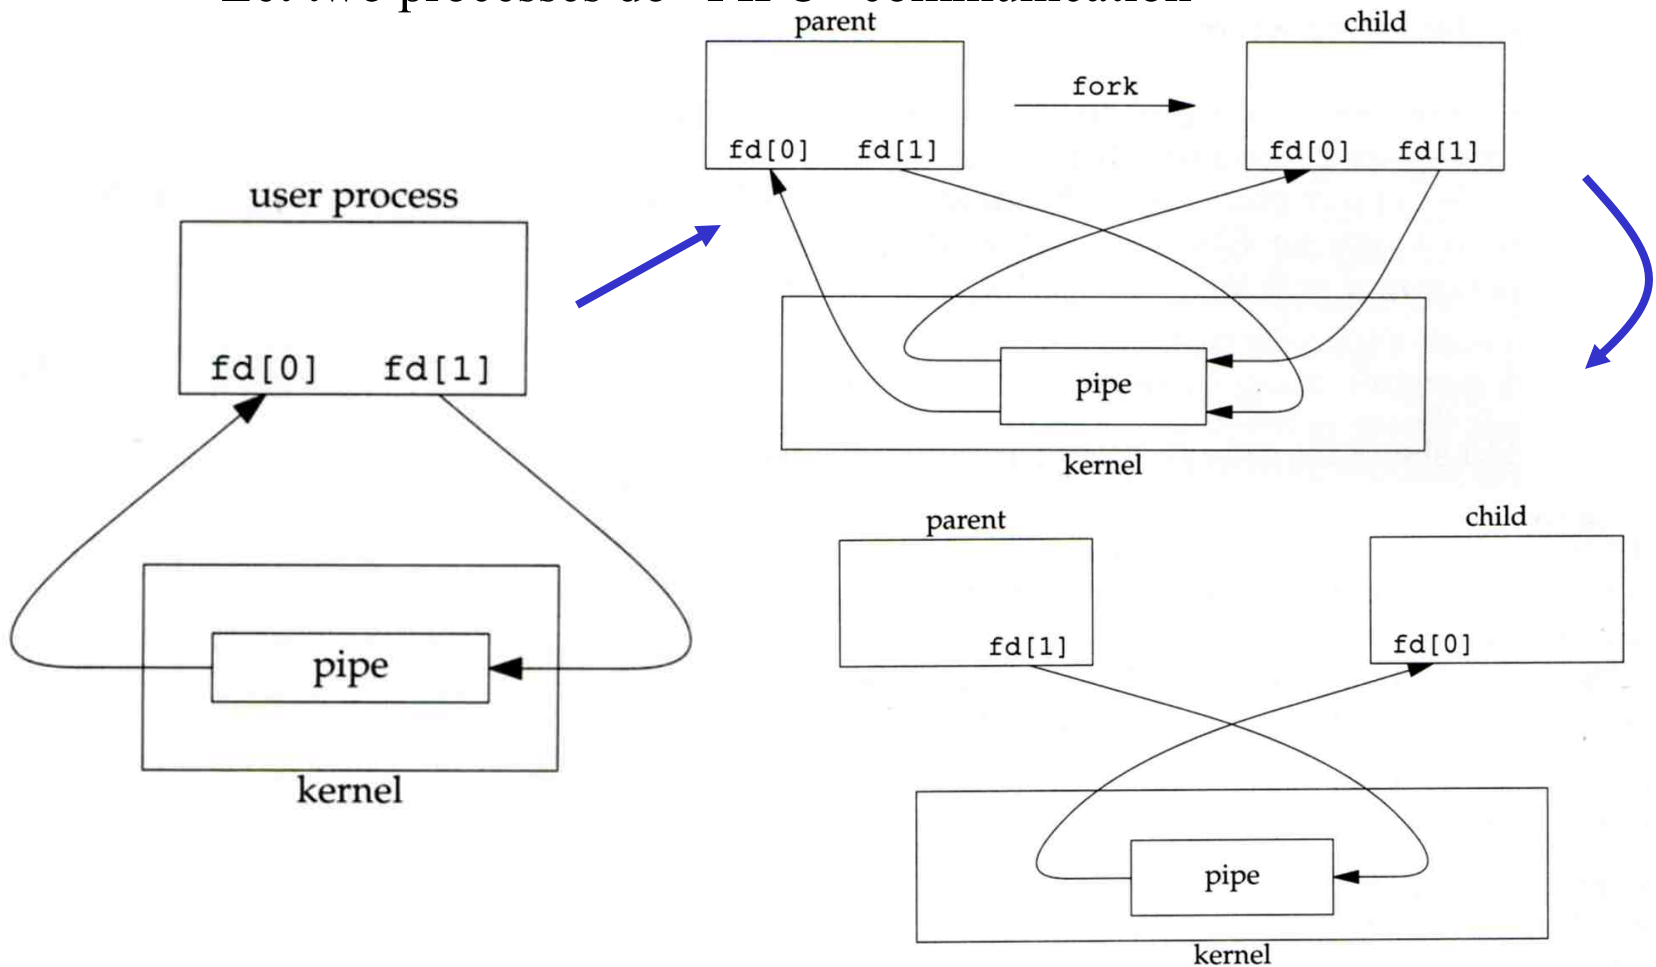 user process
fd[0] fd[1]
pipe
kernel
parent
child
fork
fd[0] fd[1]
fd[0] fd[1]
pipe
kernel
parent
child
fd[1]
fd[0]
pipe
kernel